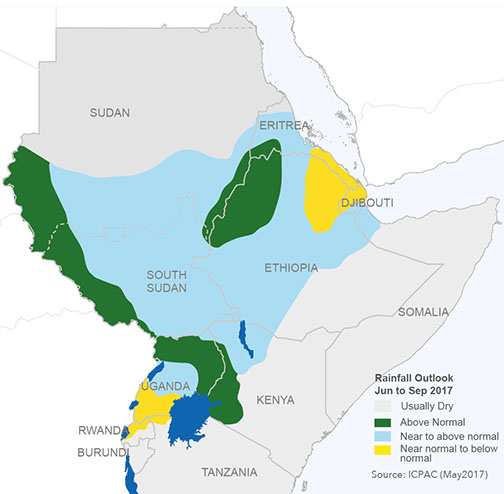 SUDAN
ERITREA
DJIBOUTI
SOUTH
SUDAN
ETHIOPIA
SOMALIA
UGANDA
KENYA
RWANDA
BURUNDI
TANZANIA
Rainfall Outlook
Jun to Sep 2017
Usually Dry
Above Normal
Near to above normal
Near normal to below
normal
Source: ICPAC (May2017)